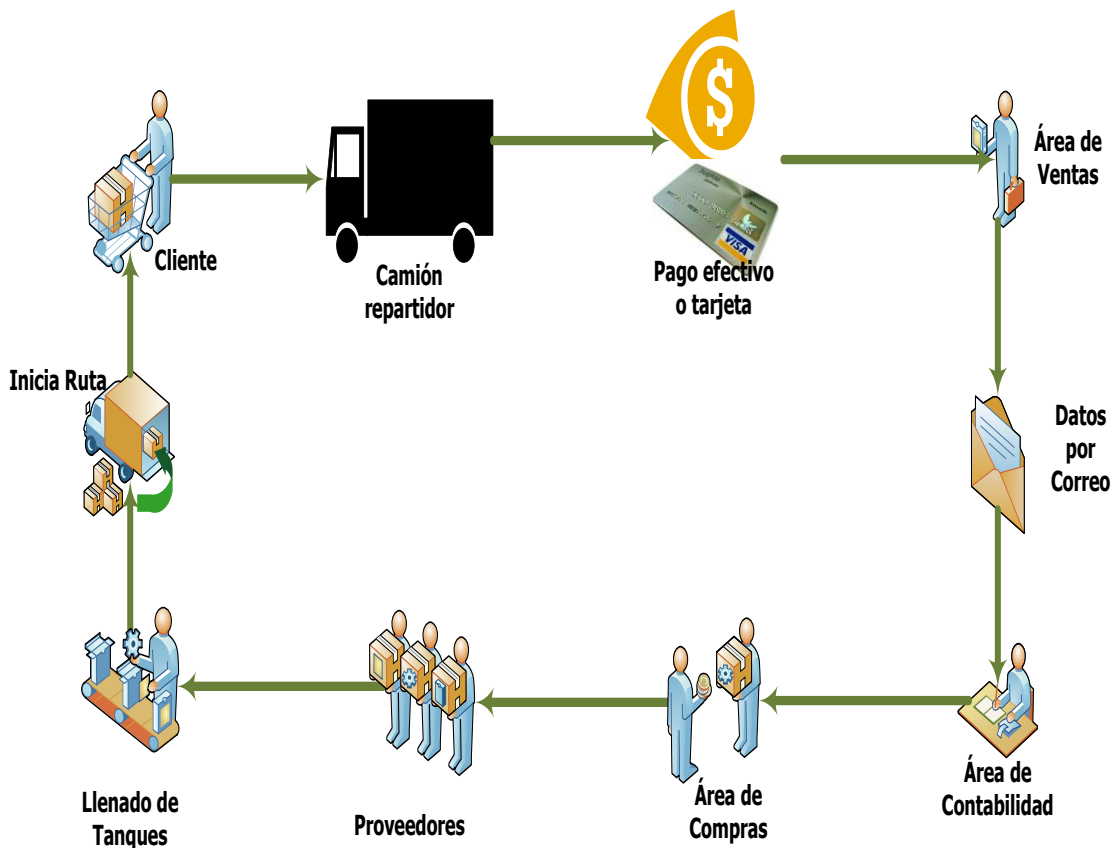 Cliente
Camión
repartidor
$
VISA
Pago efectivo
o tarjeta
Área de
Ventas
Inicia Ruta
Datos
por
Correo
Llenado de
Tanques
Proveedores
Área de
Compras
Área de
Contabilidad